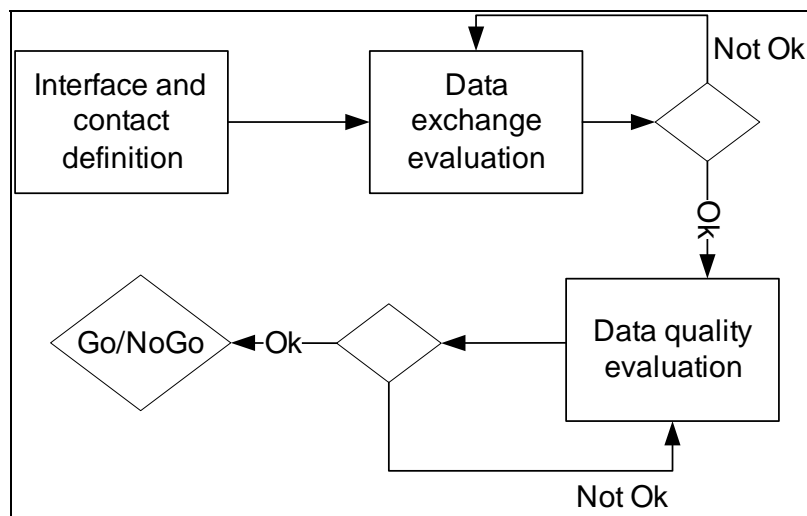 Interface and
contact
definition
Data
exchange
evaluation
Not Ok
Ok
Data quality
evaluation
Ok
Go/NoGo
Not Ok